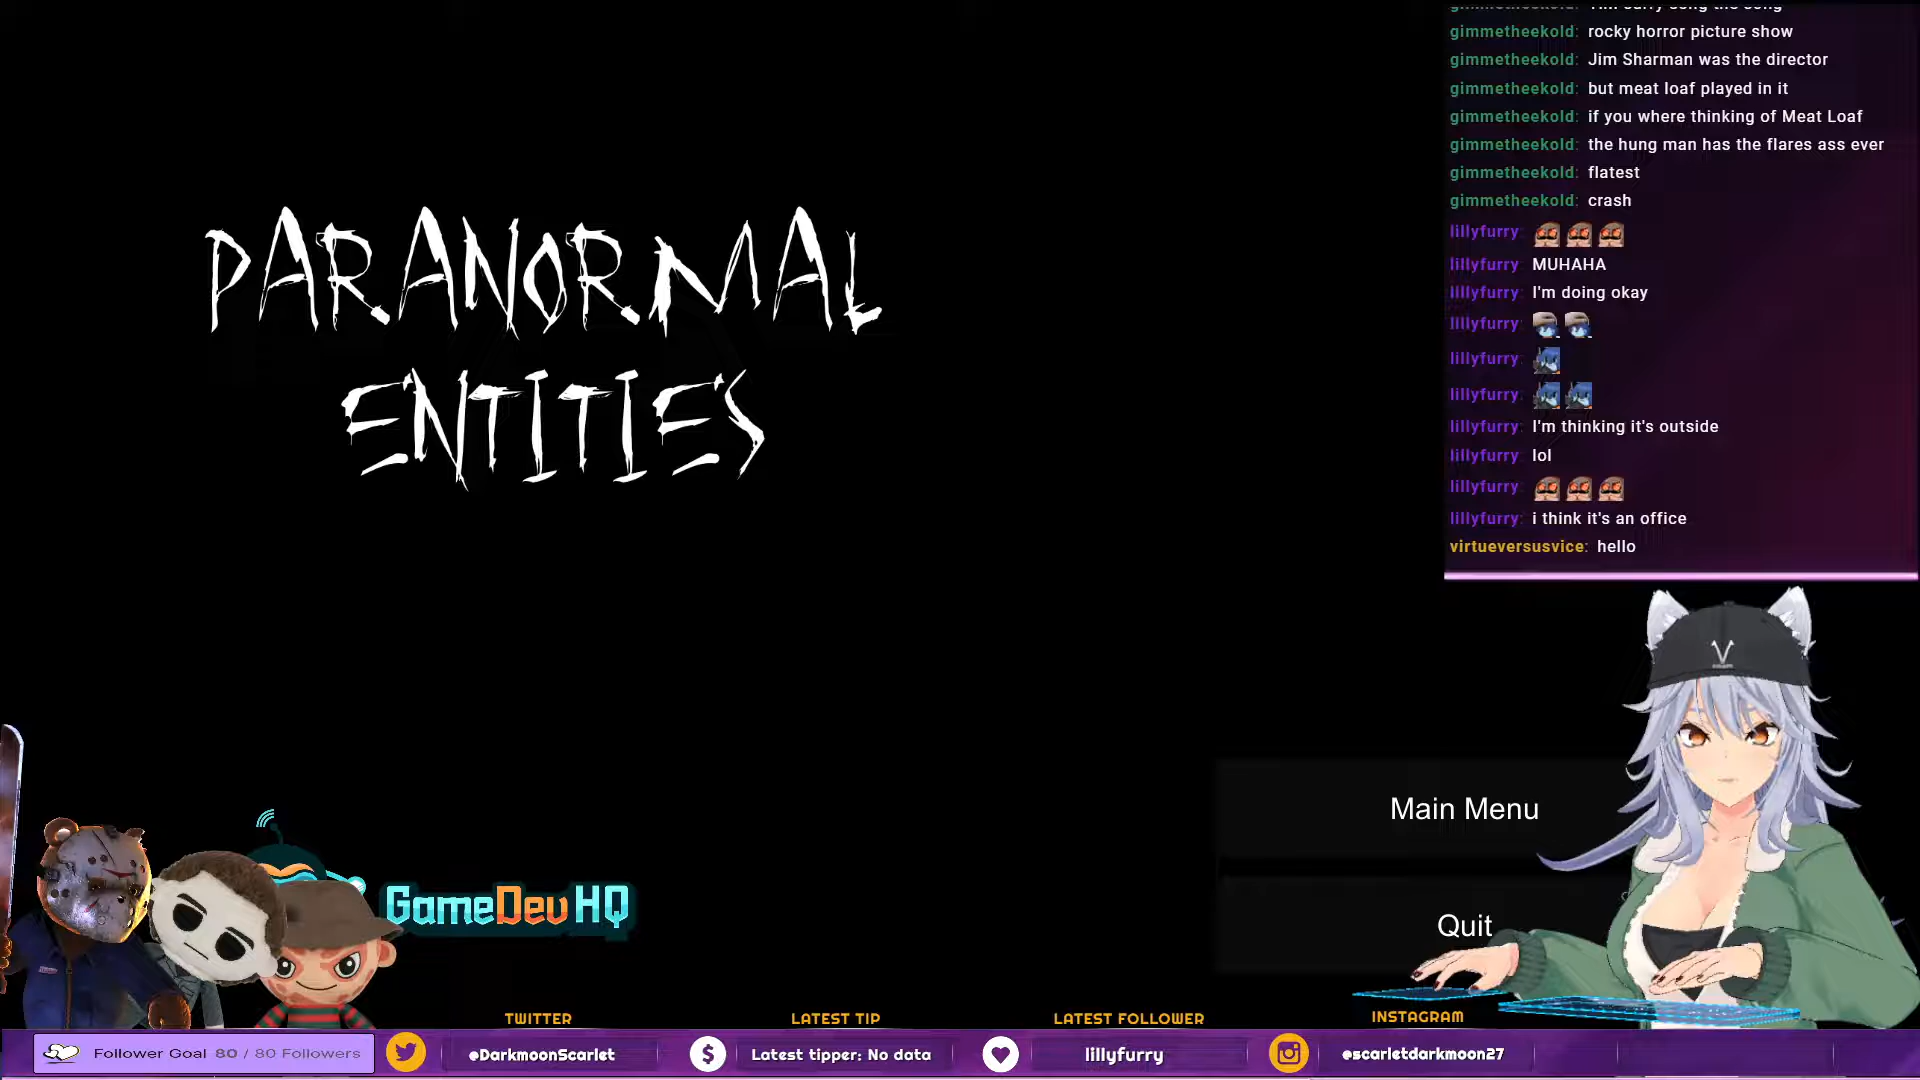 gimmetheekold: rocky horror picture show
gimmetheekold: Jim Sharman was the director
gimmetheekold: but meat loaf played in it
gimmetheekold: if you where thinking of Meat Loaf
gimmetheekold: the hung man has the flares ass ever
gimmetheekold: flatest
gimmetheekold: crash
lillyfurry:
lillyfurry: MUHAHA
lillyfurry: I'm doing okay
lillyfurry:
lillyfurry:
lillyfurry:
lillyfurry: I'm thinking it's outside
lillyfurry: lol
lillyfurry:
lillyfurry: i think it's an office
virtueversusvice: hello
PARANORMAL
ENTITIES
Main Menu
Quit
GameDevHQ
TWITTER
LATEST TIP
LATEST FOLLOWER
INSTAGRAM
Follower Goal 80 / 80 Followers
@DarkmoonScarlet
Latest tipper: No data
lillyfurry
@scarletdarkmoon27